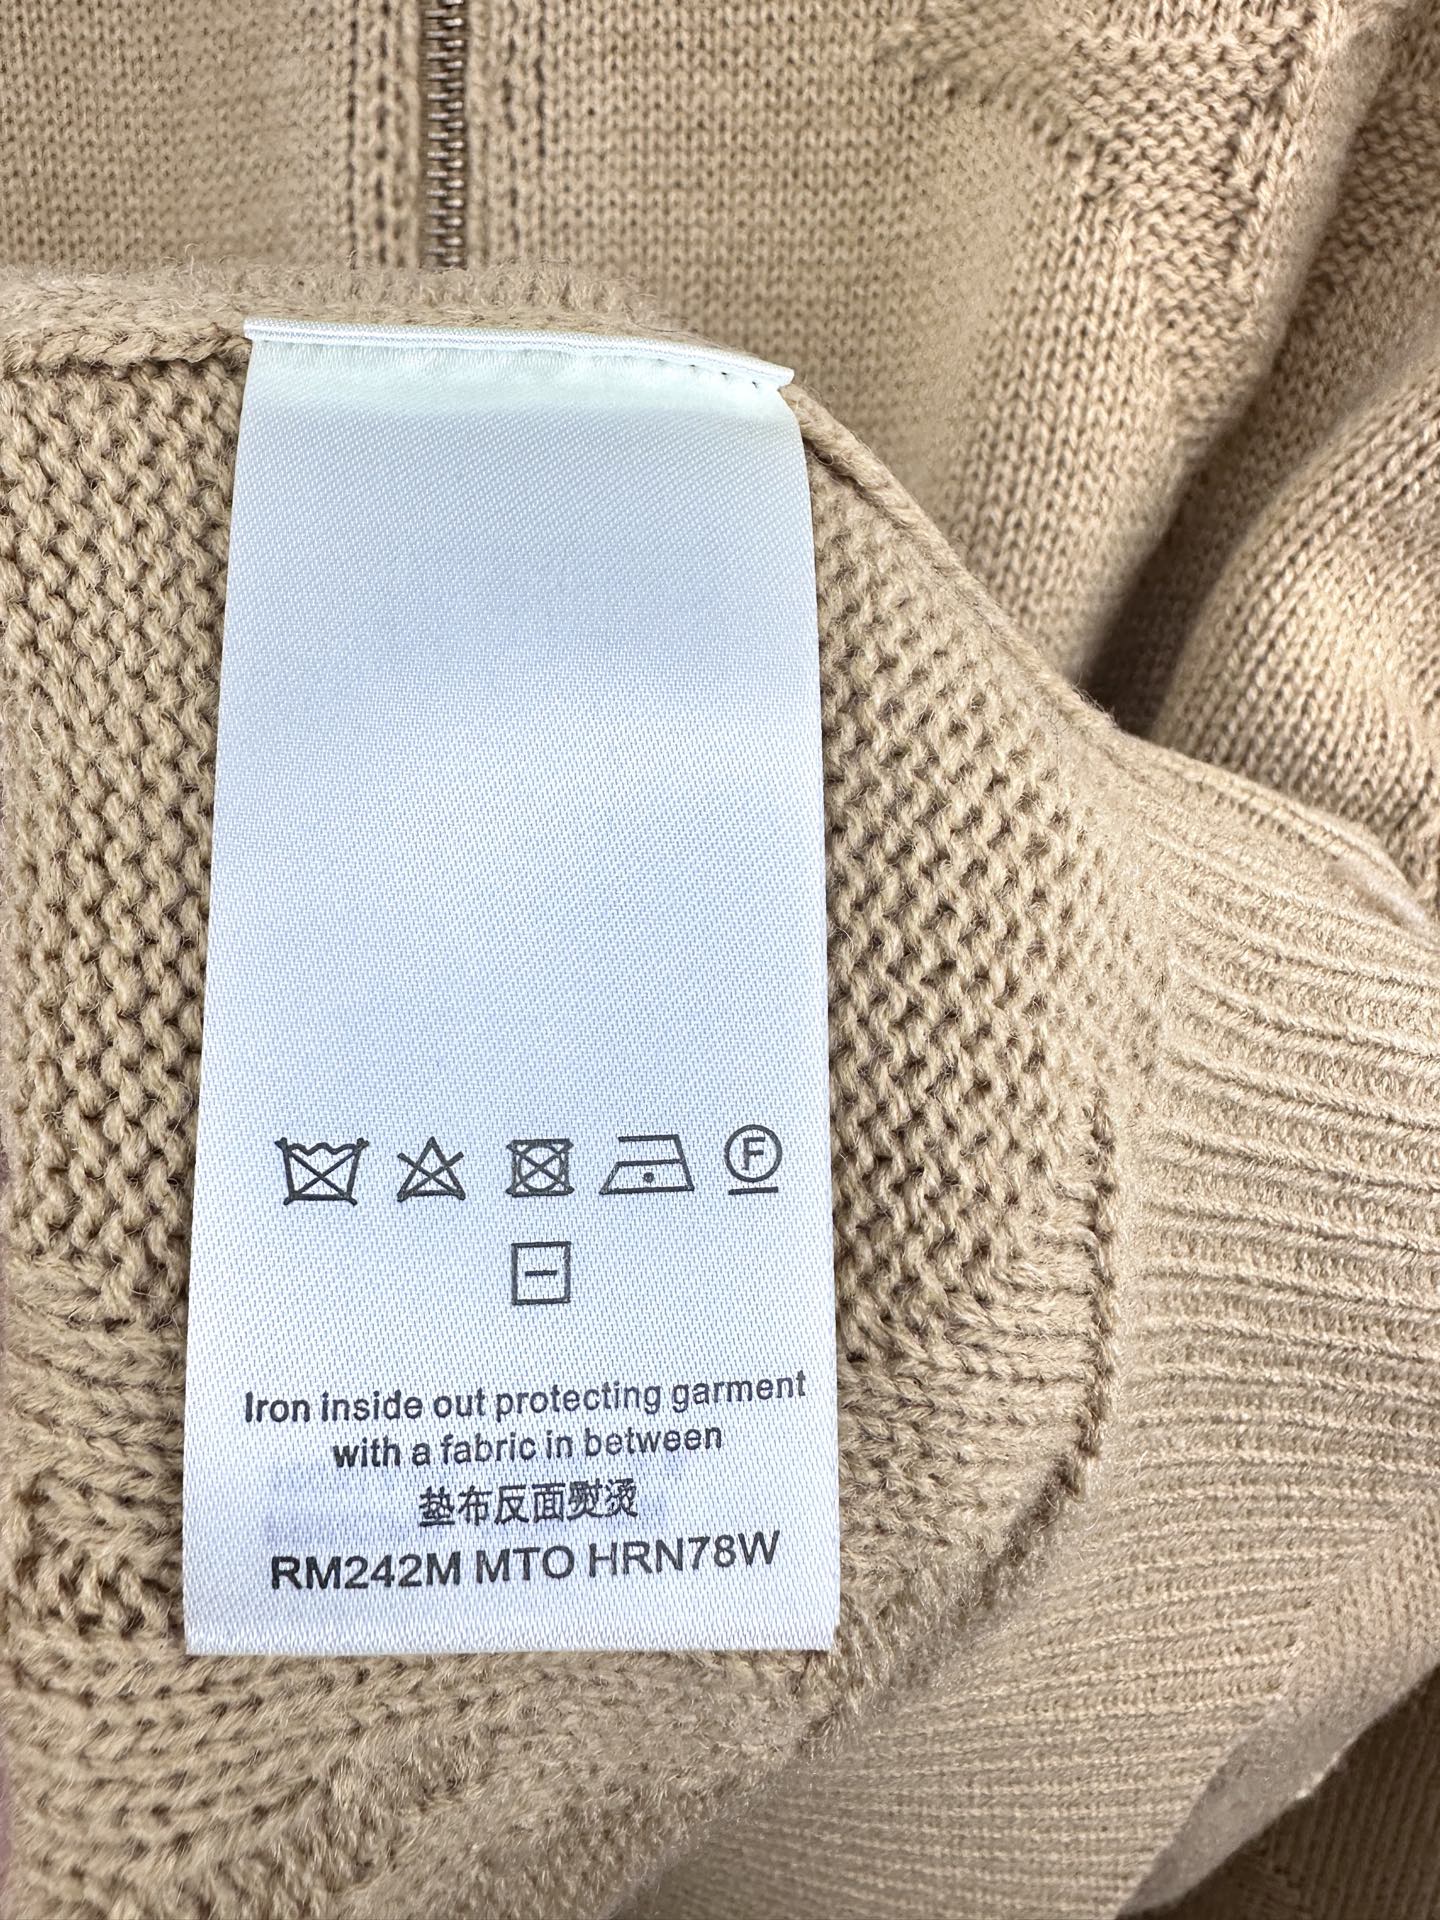 F
Iron inside out protecting garment
with a fabric in between
垫布反面熨烫
RM242M MTO HRN78W